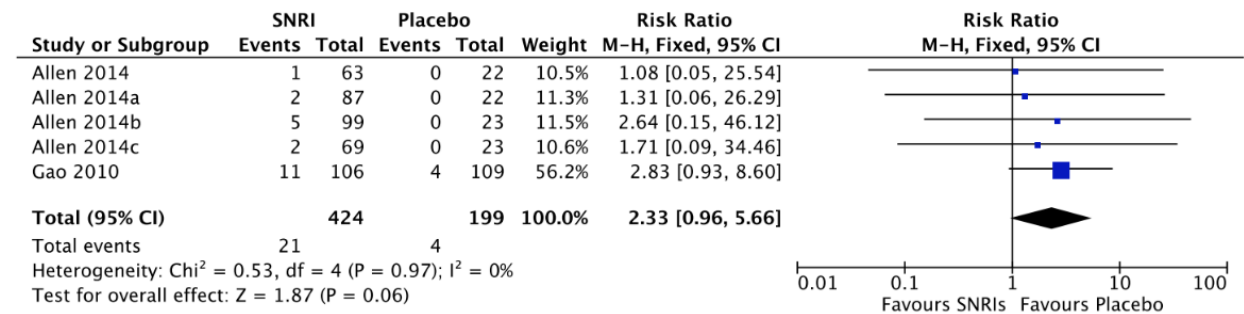 SNRI Placebo Risk Ratio Risk Ratio
Study or Subgroup Events Total Events Total Weight M-H, Fixed, 95% CI M-H, Fixed, 95% CI
Allen 2014 1 63 0 22 10.5% 1.08 [0.05, 25.54]
Allen 2014a 2 87 0 22 11.3% 1.31 [0.06, 26.29]
Allen 2014b 5 99 0 23 11.5% 2.64 [0.15, 46.12]
Allen 2014c 2 69 0 23 10.6% 1.71 [0.09, 34.46]
Gao 2010 11 106 4 109 56.2% 2.83 [0.93, 8.60]
Total (95% CI) 424 199 100.0% 2.33 [0.96, 5.66]
Total events 21 4
Heterogeneity: Chi² = 0.53, df = 4 (P = 0.97); I² = 0%
Test for overall effect: Z = 1.87 (P = 0.06)
0.01 0.1 1 10 100
Favours SNRIs Favours Placebo